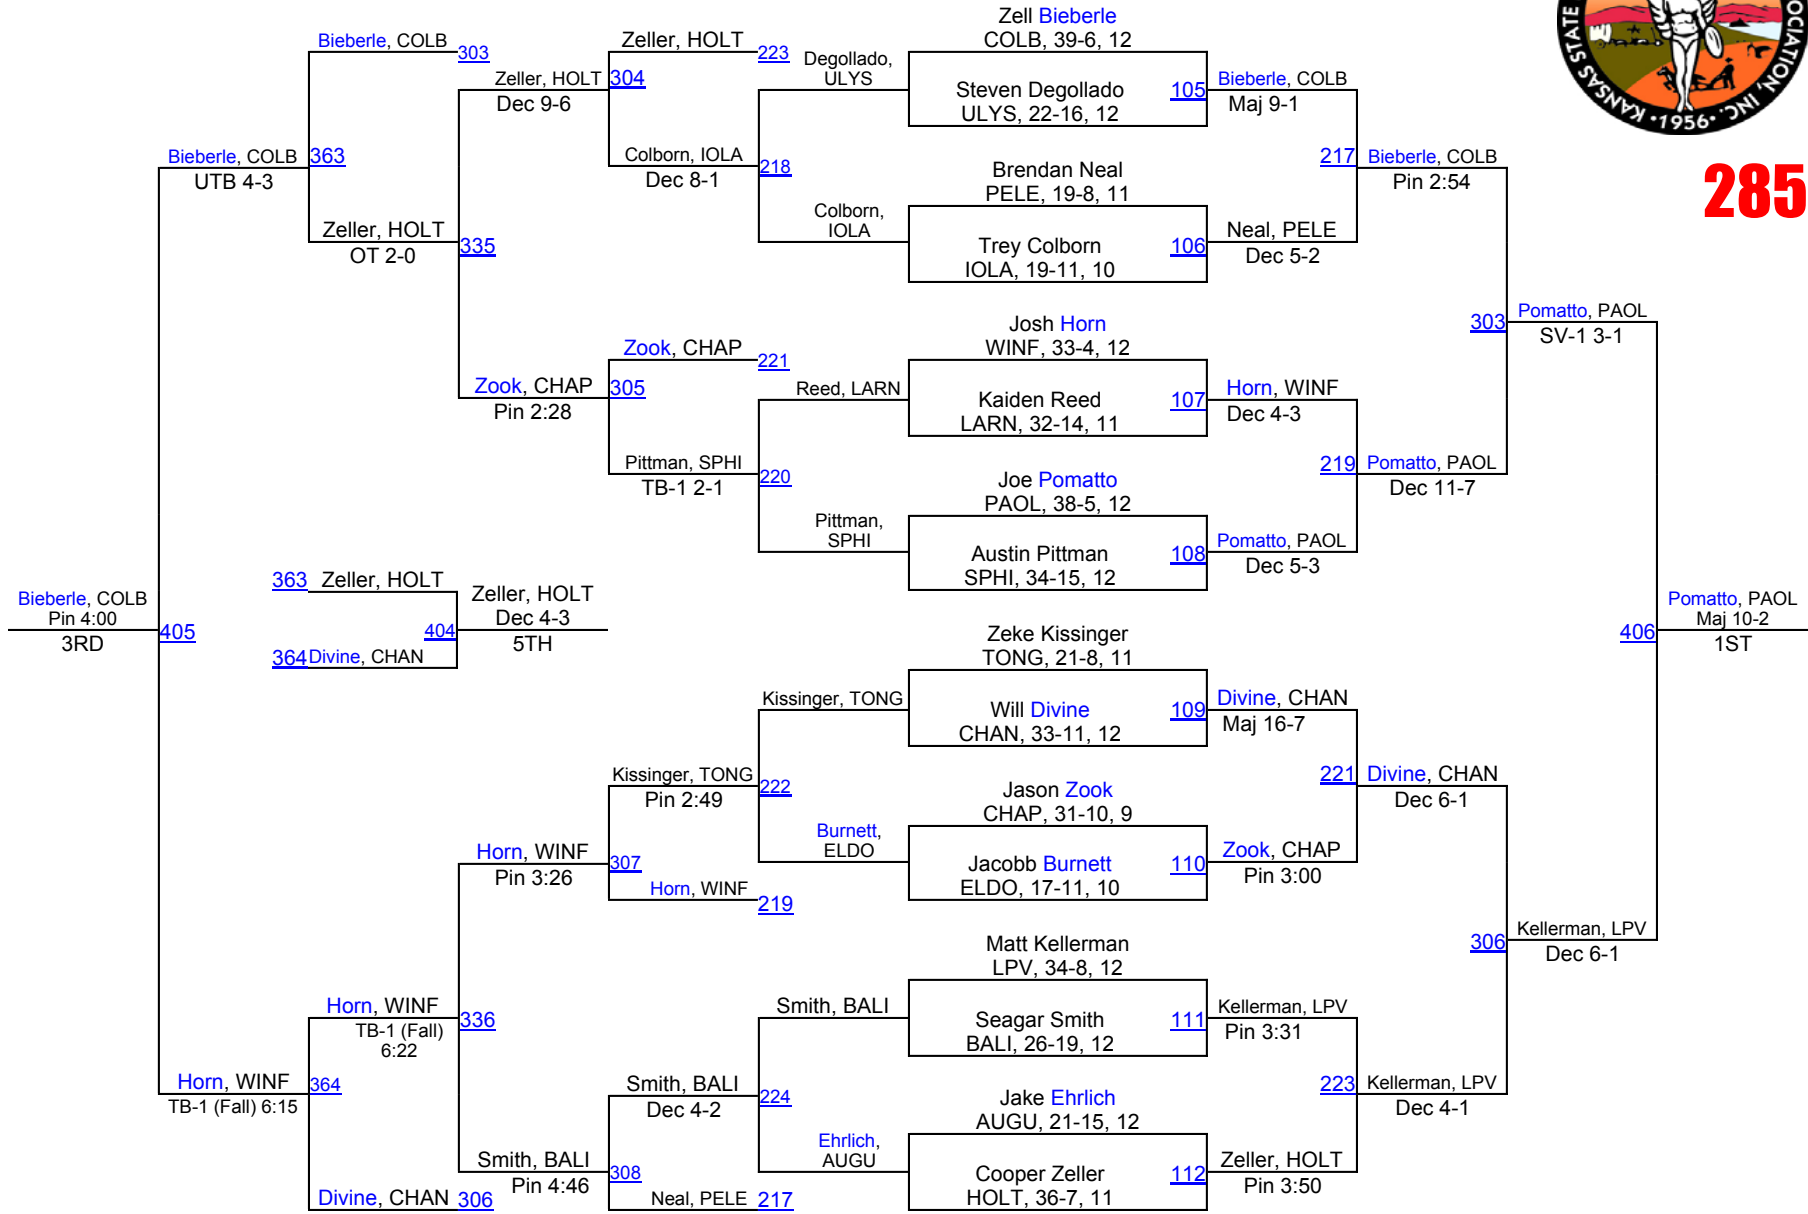 KANSAS STATE
OCIATION, INC.
•1956•
285
Bieberle, COLB
303
Zeller, HOLT
Dec 9-6
304
Zeller, HOLT
223
Bieberle, COLB
UTB 4-3
363
Zeller, HOLT
OT 2-0
335
Colborn, IOLA
Dec 8-1
218
Degollado,
ULYS
Colborn,
IOLA
Zook, CHAP
Pin 2:28
305
Zook, CHAP
221
Pittman, SPHI
TB-1 2-1
220
Reed, LARN
Pittman,
SPHI
Bieberle, COLB
Pin 4:00
3RD
405
363
Zeller, HOLT
364
Divine, CHAN
404
Zeller, HOLT
Dec 4-3
5TH
Horn, WINF
TB-1 (Fall) 6:15
364
Horn, WINF
TB-1 (Fall)
6:22
336
Divine, CHAN
306
Horn, WINF
Pin 3:26
307
Kissinger, TONG
Pin 2:49
222
Horn, WINF
219
Kissinger, TONG
Burnett,
ELDO
Smith, BALI
Pin 4:46
308
Smith, BALI
Dec 4-2
224
Neal, PELE
217
Smith, BALI
Ehrlich,
AUGU
Zell Bieberle
COLB, 39-6, 12
Steven Degollado
ULYS, 22-16, 12
105
Bieberle, COLB
Maj 9-1
Brendan Neal
PELE, 19-8, 11
Trey Colborn
IOLA, 19-11, 10
106
Neal, PELE
Dec 5-2
217
Bieberle, COLB
Pin 2:54
Josh Horn
WINF, 33-4, 12
Kaiden Reed
LARN, 32-14, 11
107
Horn, WINF
Dec 4-3
Joe Pomatto
PAOL, 38-5, 12
Austin Pittman
SPHI, 34-15, 12
108
Pomatto, PAOL
Dec 5-3
219
Pomatto, PAOL
Dec 11-7
303
Pomatto, PAOL
SV-1 3-1
Zeke Kissinger
TONG, 21-8, 11
Will Divine
CHAN, 33-11, 12
109
Divine, CHAN
Maj 16-7
Jason Zook
CHAP, 31-10, 9
Jacobb Burnett
ELDO, 17-11, 10
110
Zook, CHAP
Pin 3:00
221
Divine, CHAN
Dec 6-1
Matt Kellerman
LPV, 34-8, 12
Seagar Smith
BALI, 26-19, 12
111
Kellerman, LPV
Pin 3:31
Jake Ehrlich
AUGU, 21-15, 12
Cooper Zeller
HOLT, 36-7, 11
112
Zeller, HOLT
Pin 3:50
223
Kellerman, LPV
Dec 4-1
306
Kellerman, LPV
Dec 6-1
406
Pomatto, PAOL
Maj 10-2
1ST